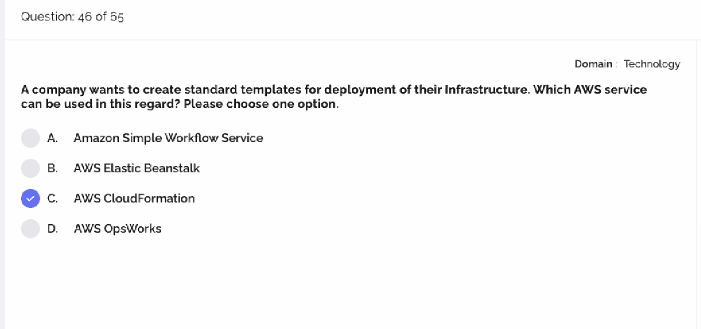 Question: 46 of 65
Domain : Technology
A company wants to create standard templates for deployment of their Infrastructure. Which AWS service
can be used in this regard? Please choose one option.
A. Amazon Simple Workflow Service
B. AWS Elastic Beanstalk
C. AWS CloudFormation
D. AWS OpsWorks